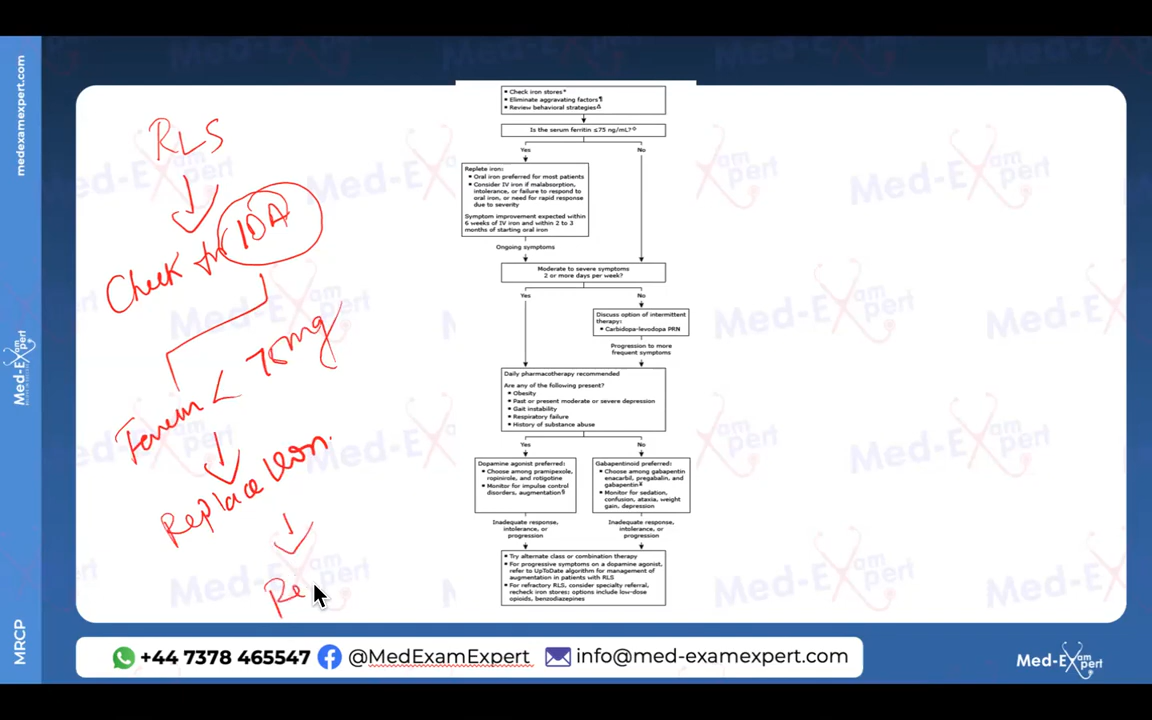 medexamexpert.com
Med-Exam Expert
MRCP
Med-Exam Expert
RLS
Check for IDA
< 75mg
Replace Iron.
Re
• Check iron stores*
• Eliminate aggravating factors¶
• Review behavioral strategiesΔ
Is the serum ferritin ≤75 ng/mL?◊
Yes
No
Replete iron:
• Oral iron preferred for most patients
• Consider IV iron if malabsorption,
intolerance, or failure to respond to
oral iron, or need for rapid response
due to severity
Symptom improvement expected within
6 weeks of IV iron and within 2 to 3
months of starting oral iron
Ongoing symptoms
Moderate to severe symptoms
2 or more days per week?
Yes
No
Discuss option of intermittent
therapy:
• Carbidopa-levodopa PRN
Progression to more
frequent symptoms
Daily pharmacotherapy recommended
Are any of the following present?
• Obesity
• Past or present moderate or severe depression
• Gait instability
• Respiratory failure
• History of substance abuse
Yes
No
Dopamine agonist preferred:
• Choose among pramipexole,
ropinirole, and rotigotine
• Monitor for impulse control
disorders, augmentation§
Gabapentinoid preferred:
• Choose among gabapentin
enacarbil, pregabalin, and
gabapentin¥
• Monitor for sedation,
confusion, ataxia, weight
gain, depression
Inadequate response,
intolerance, or
progression
Inadequate response,
intolerance, or
progression
• Try alternate class or combination therapy
• For progressive symptoms on a dopamine agonist,
refer to UpToDate algorithm for management of
augmentation in patients with RLS
• For refractory RLS, consider specialty referral,
recheck iron stores; options include low-dose
opioids, benzodiazepines
+44 7378 465547 @MedExamExpert info@med-examexpert.com
Med-Exam Expert